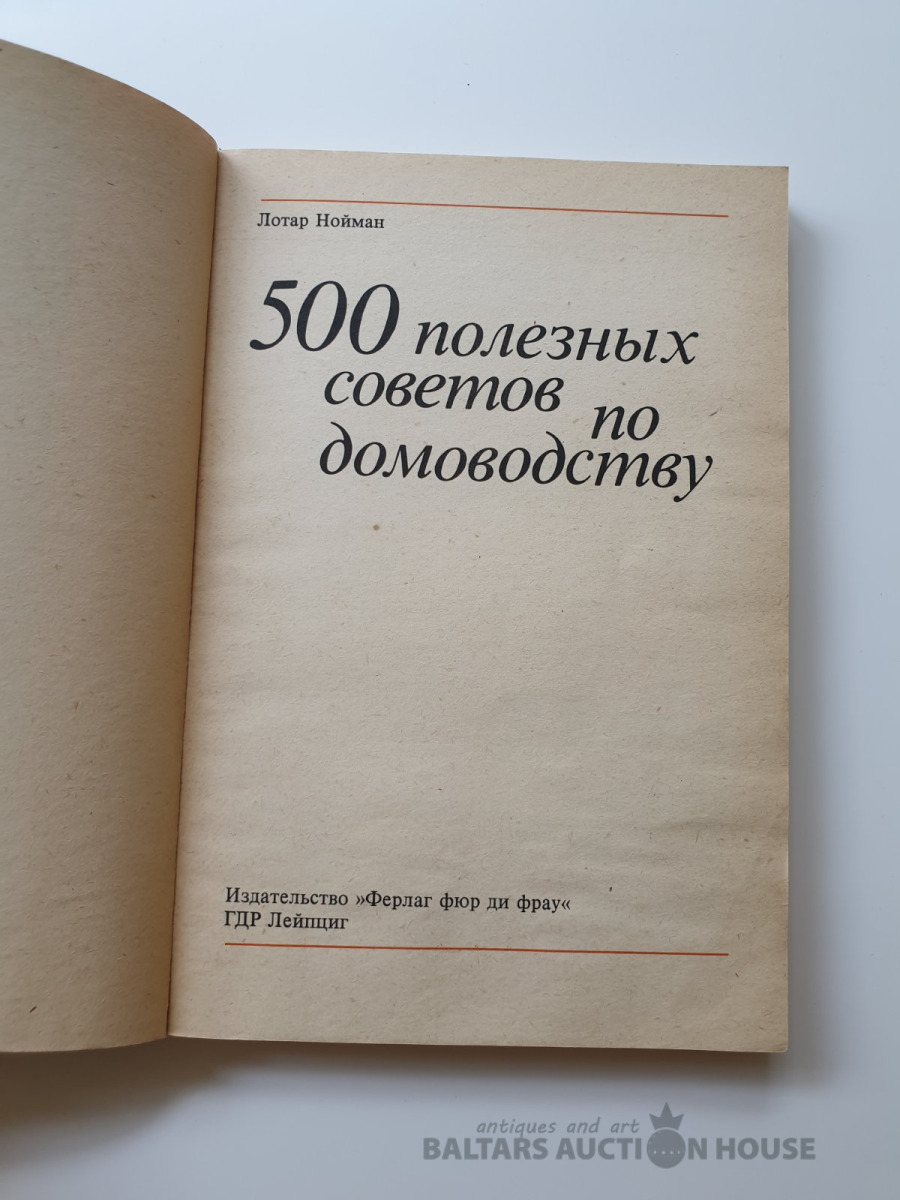 Лотар Нойман
500 полезных
советов по
домоводству
Издательство »Ферлаг фюр ди фрау«
ГДР Лейпциг
antiques and art
BALTARS AUCTION HOUSE